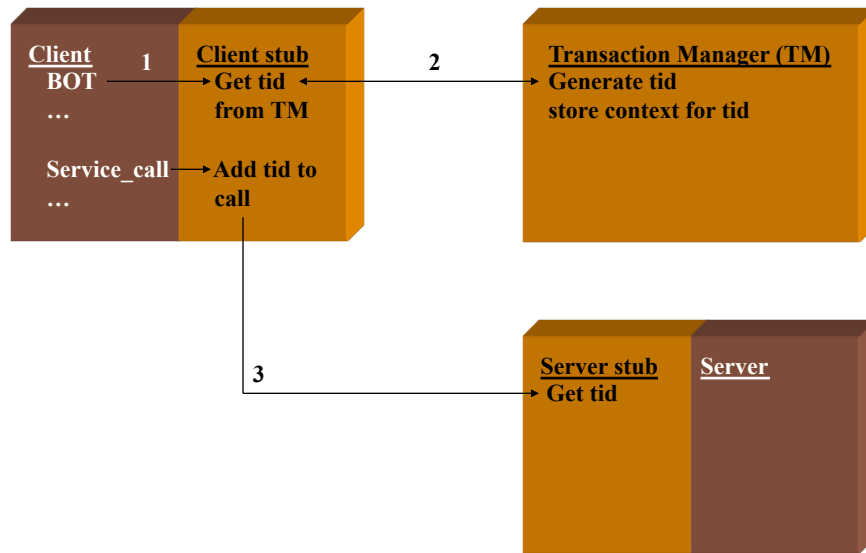 Client
BOT
…
Service_call
…
1
Client stub
Get tid
from TM
Add tid to
call
2
Transaction Manager (TM)
Generate tid
store context for tid
3
Server stub
Get tid
Server